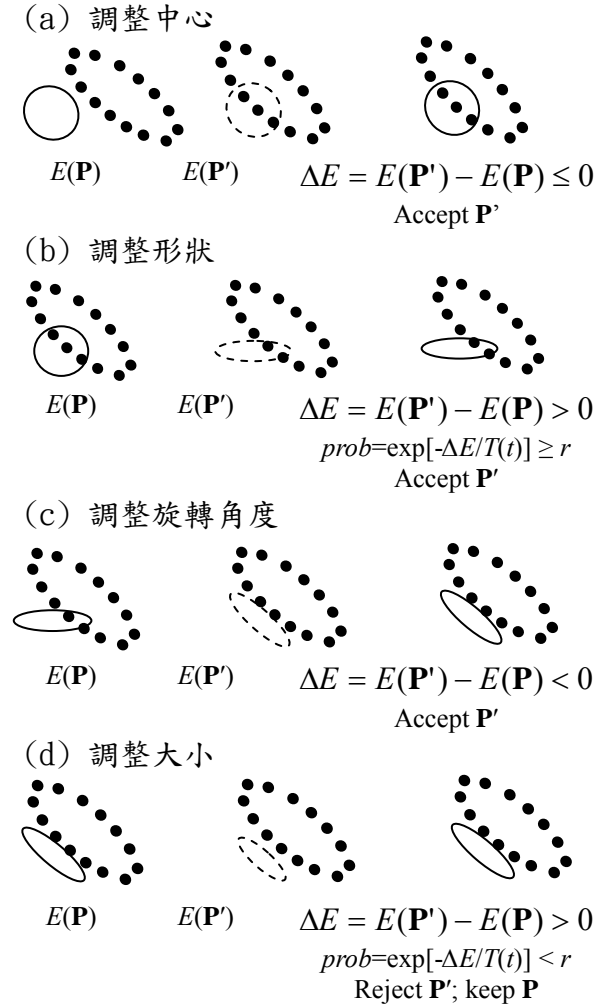 (a) 調整中心
E(P) E(P') ΔE = E(P') − E(P) ≤ 0
Accept P’
(b) 調整形狀
E(P) E(P′) ΔE = E(P') − E(P) > 0
prob=exp[-ΔE/T(t)] ≥ r
Accept P′
(c) 調整旋轉角度
E(P) E(P′) ΔE = E(P') − E(P) < 0
Accept P′
(d) 調整大小
E(P) E(P′) ΔE = E(P') − E(P) > 0
prob=exp[-ΔE/T(t)] < r
Reject P′; keep P